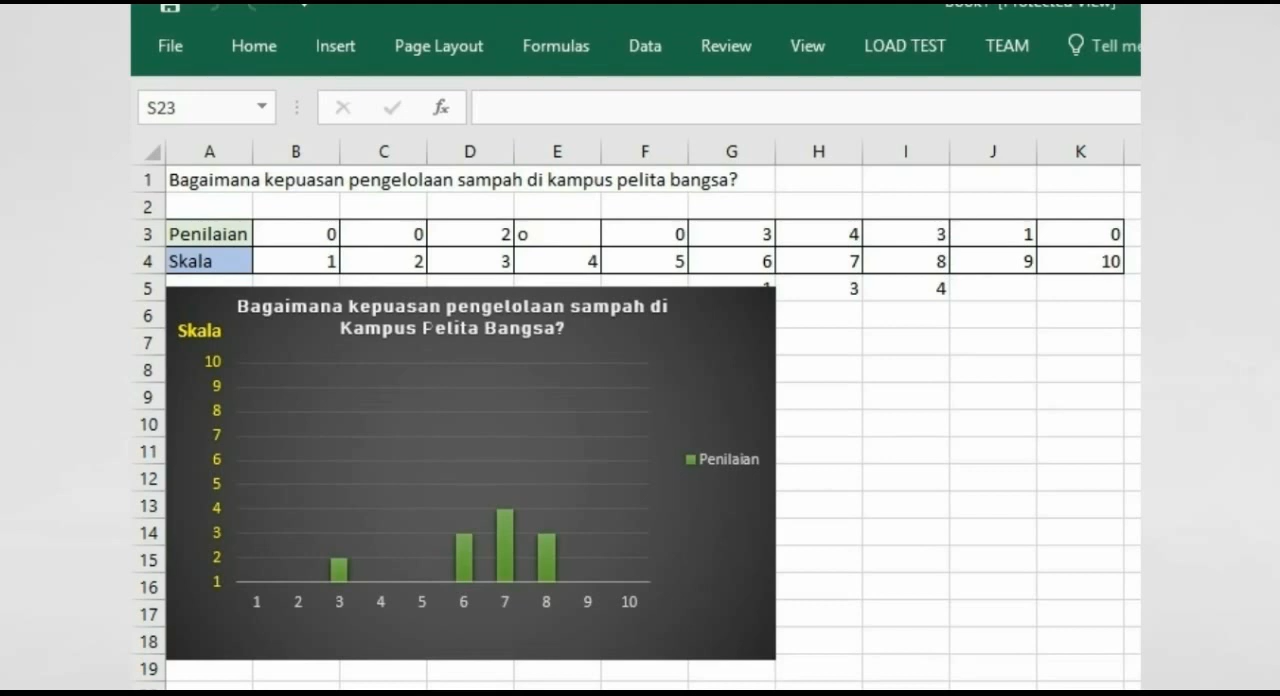 File Home Insert Page Layout Formulas Data Review View LOAD TEST TEAM Tell me
S23 fx
A B C D E F G H I J K
1 Bagaimana kepuasan pengelolaan sampah di kampus pelita bangsa?
2
3 Penilaian 0 0 2 o 0 3 4 3 1 0
4 Skala 1 2 3 4 5 6 7 8 9 10
5 3 4
6
7
8
9
10
11
12
13
14
15
16
17
18
19
Bagaimana kepuasan pengelolaan sampah di
Kampus Pelita Bangsa?
Skala
10
9
8
7
6
5
4
3
2
1
1 2 3 4 5 6 7 8 9 10
Penilaian